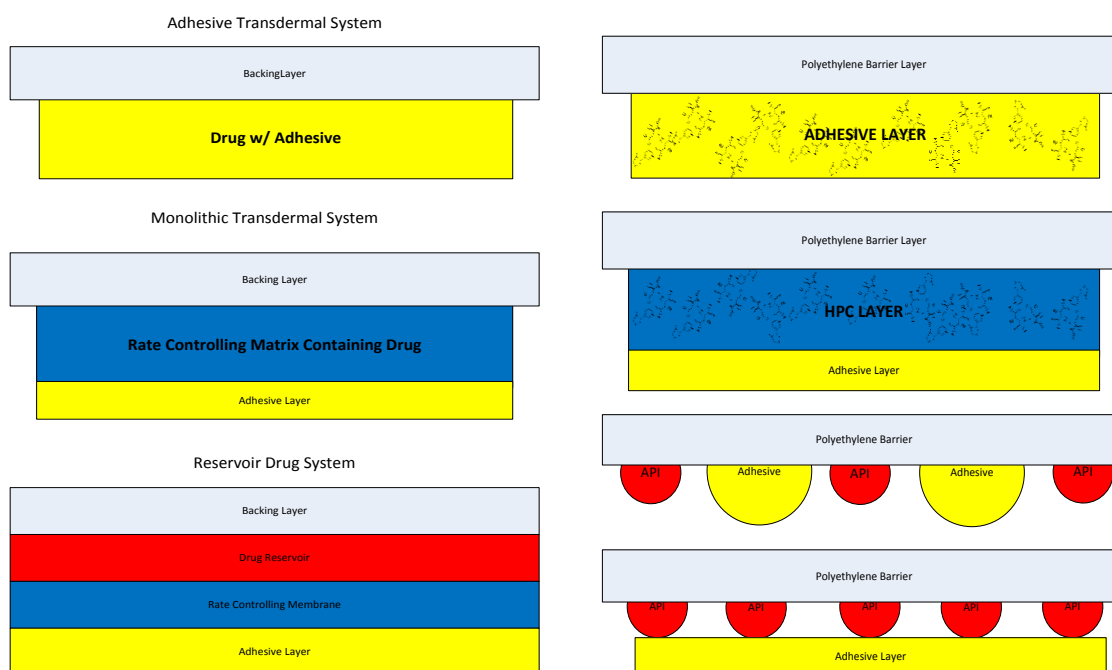 Adhesive Transdermal System
BackingLayer
Drug w/ Adhesive
Monolithic Transdermal System
Backing Layer
Rate Controlling Matrix Containing Drug
Adhesive Layer
Reservoir Drug System
Backing Layer
Drug Reservoir
Rate Controlling Membrane
Adhesive Layer
Polyethylene Barrier Layer
ADHESIVE LAYER
Polyethylene Barrier Layer
HPC LAYER
Adhesive Layer
Polyethylene Barrier
API Adhesive API Adhesive API
Polyethylene Barrier
API API API API API
Adhesive Layer